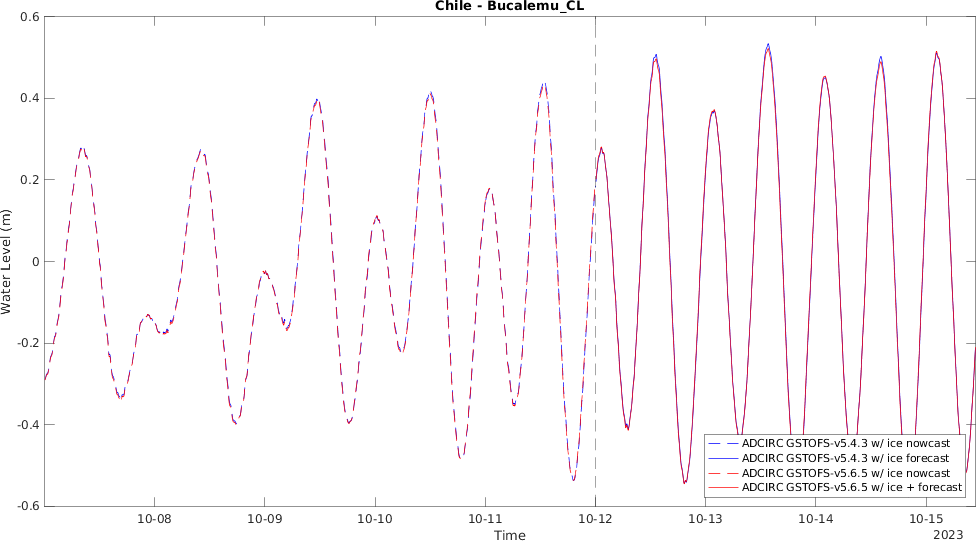 Chile - Bucalemu_CL
0.6
0.4
0.2
0
-0.2
-0.4
-0.6
Water Level (m)
ADCIRC GSTOFS-v5.4.3 w/ ice nowcast
ADCIRC GSTOFS-v5.4.3 w/ ice forecast
ADCIRC GSTOFS-v5.6.5 w/ ice nowcast
ADCIRC GSTOFS-v5.6.5 w/ ice + forecast
10-08 10-09 10-10 10-11 10-12 10-13 10-14 10-15
Time
2023